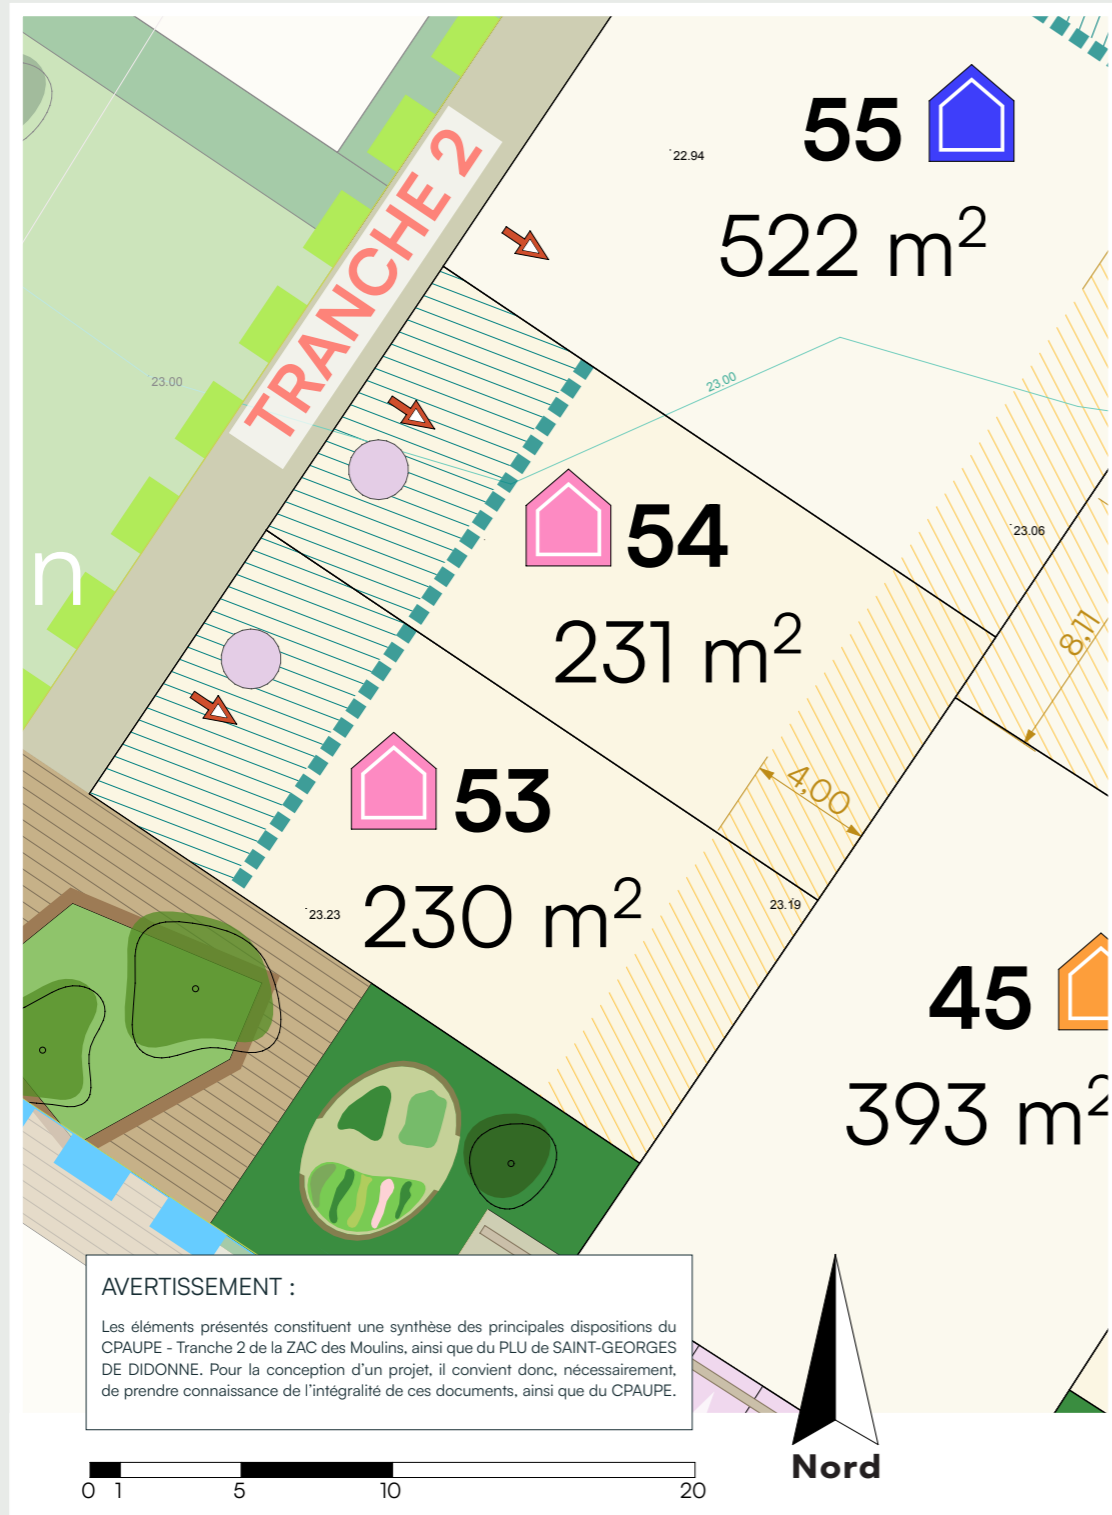 55
22.94
522 m²
TRANCHE 2
23.00
23.00
54
23.06
n
8,11
231 m²
4,00
53
23.19
23.23
230 m²
45
393 m²
AVERTISSEMENT :
Les éléments présentés constituent une synthèse des principales dispositions du
CPAUPE - Tranche 2 de la ZAC des Moulins, ainsi que du PLU de SAINT-GEORGES
DE DIDONNE. Pour la conception d'un projet, il convient donc, nécessairement,
de prendre connaissance de l'intégralité de ces documents, ainsi que du CPAUPE.
Nord
0 1 5 10 20